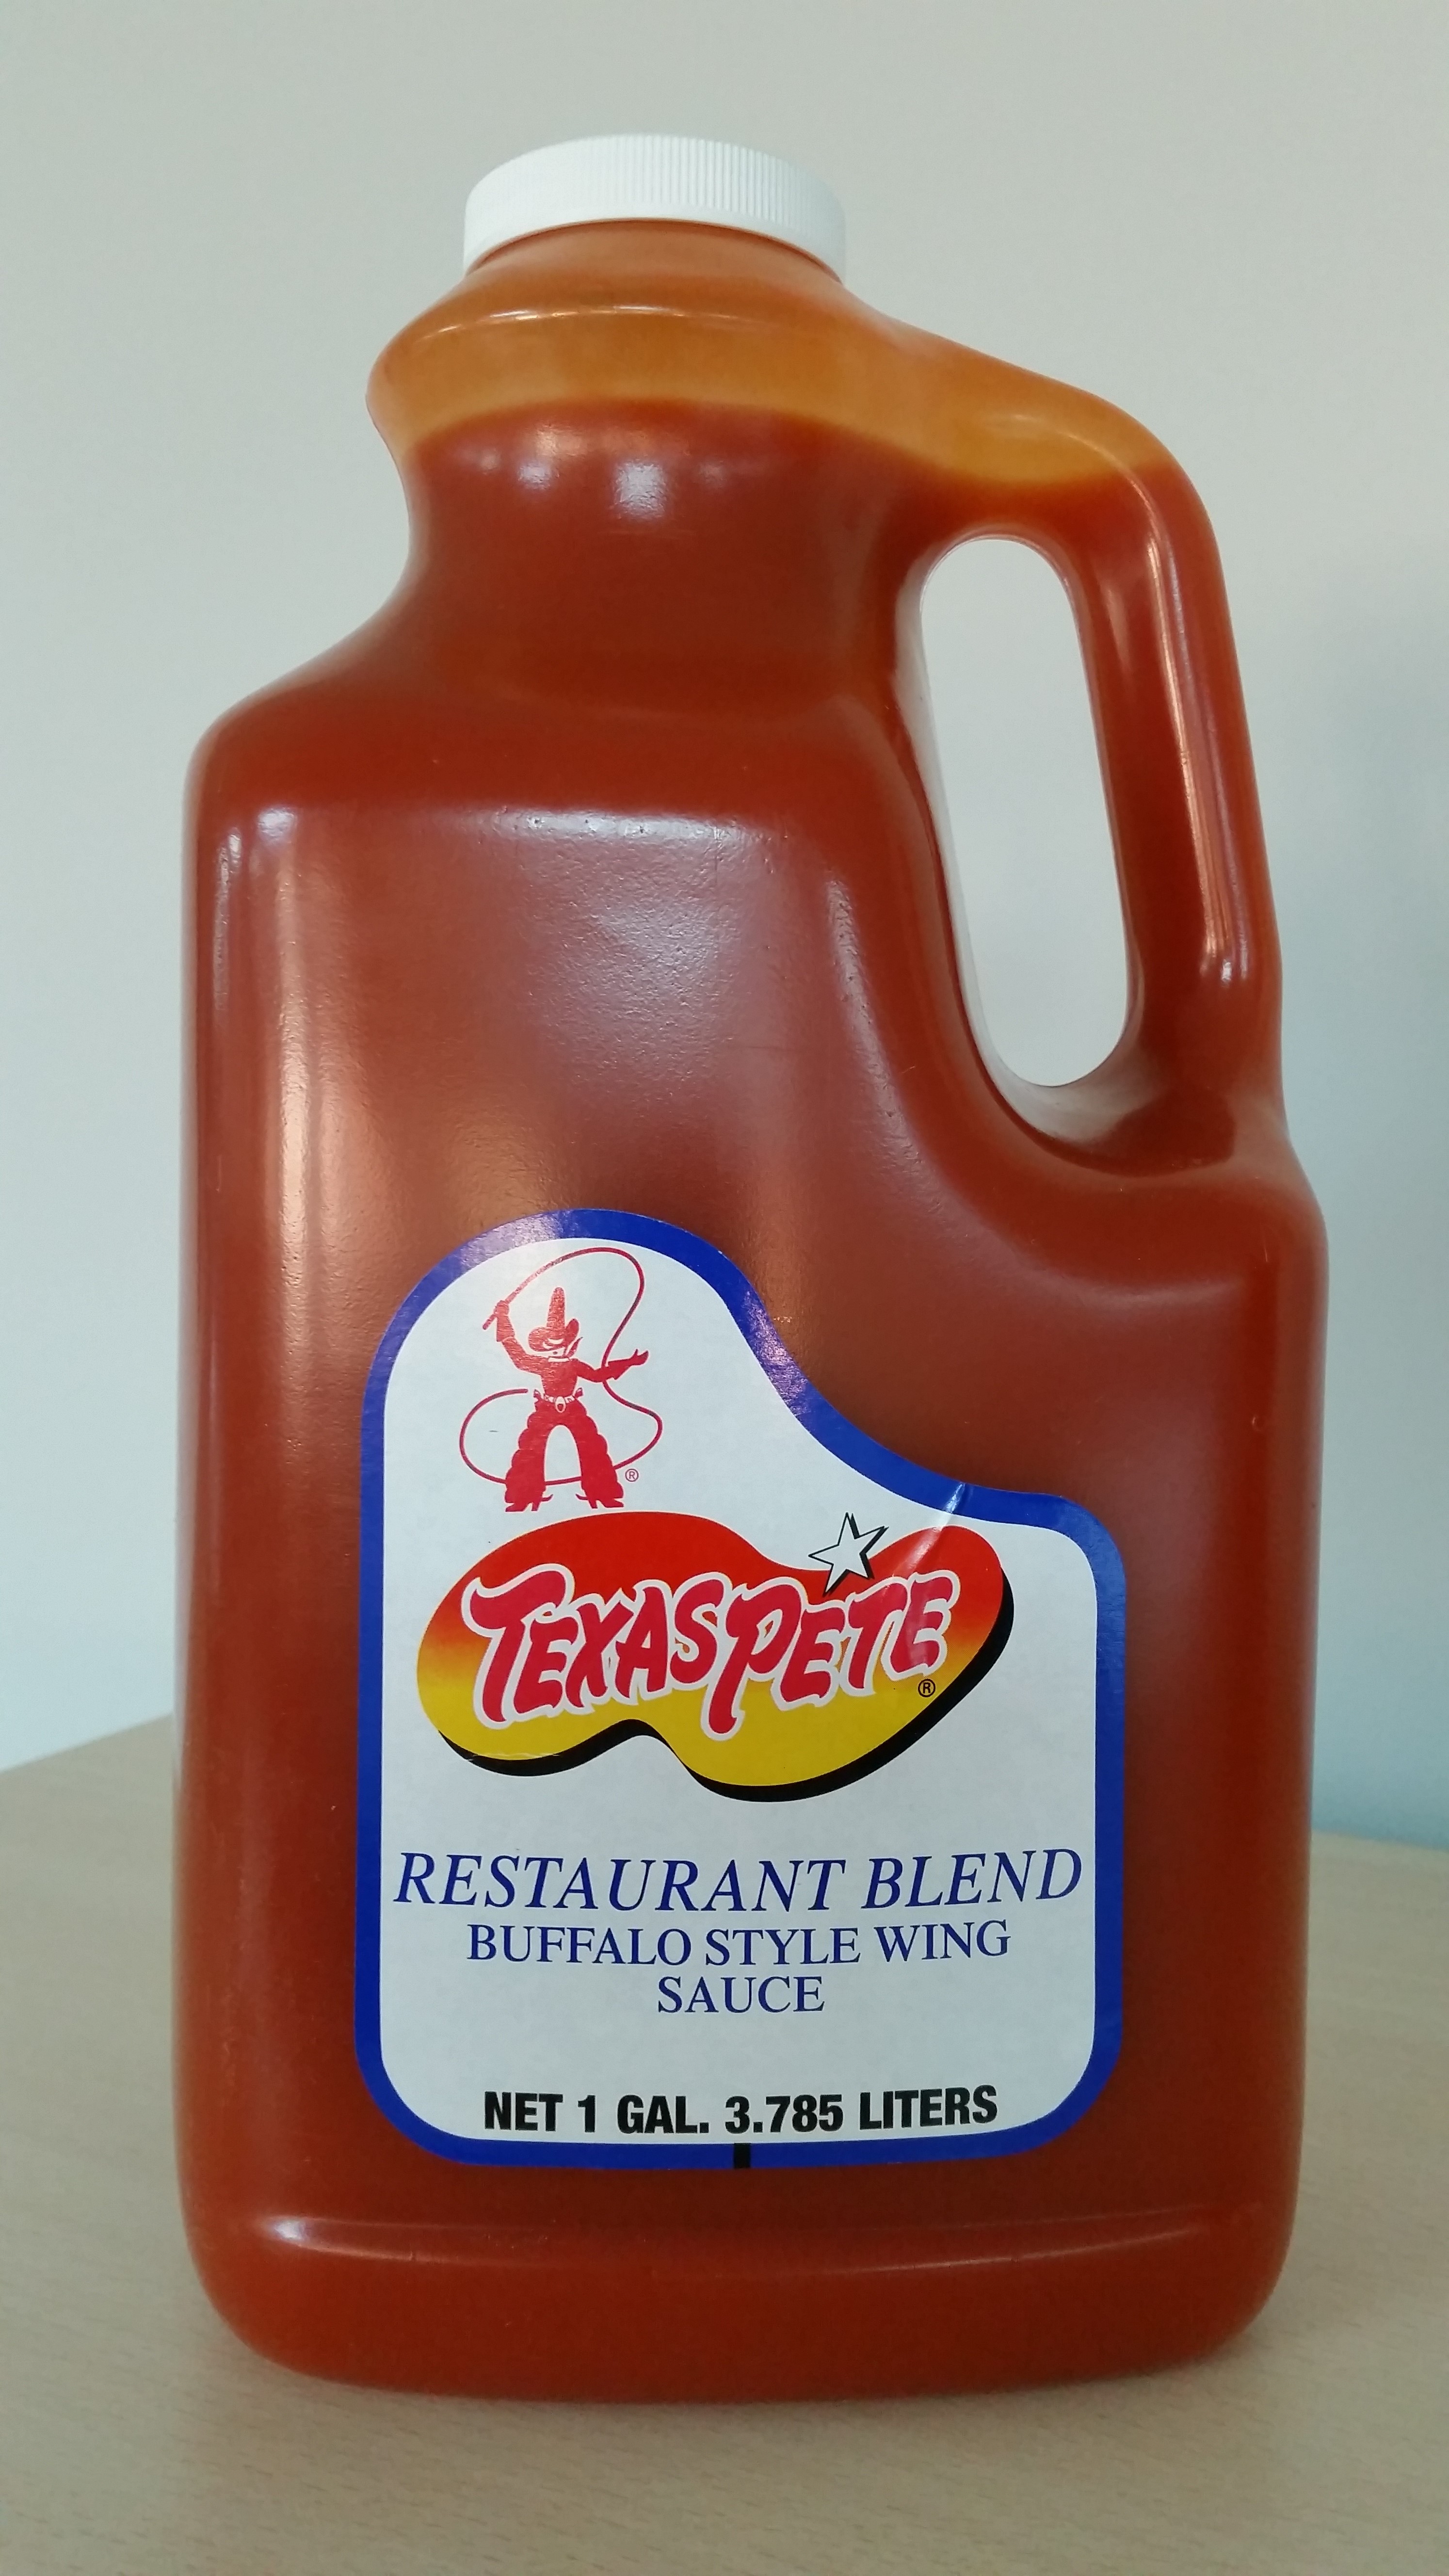 ®
TEXAS PETE
®
RESTAURANT BLEND
BUFFALO STYLE WING
SAUCE
NET 1 GAL. 3.785 LITERS